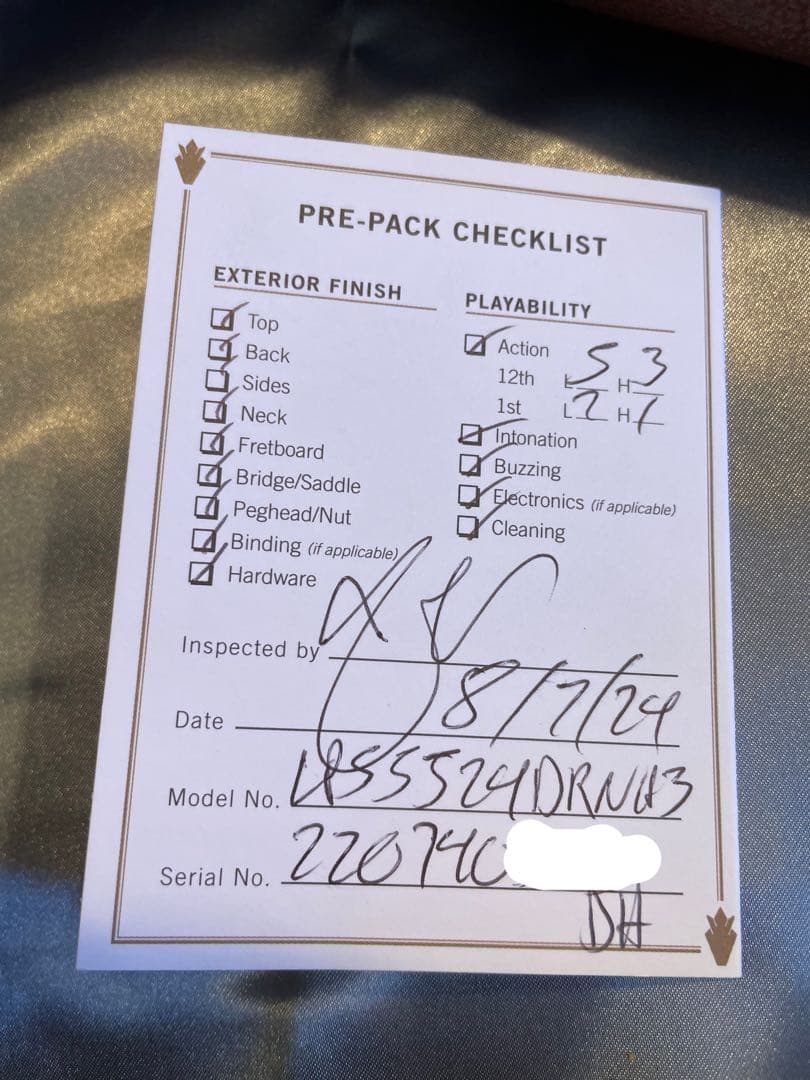 PRE-PACK CHECKLIST
EXTERIOR FINISH
Top
Back
Sides
Neck
Fretboard
Bridge/Saddle
Peghead/Nut
Binding (if applicable)
Hardware
PLAYABILITY
Action
12th L 5 H 3
1st L 2 H 1
Intonation
Buzzing
Electronics (if applicable)
Cleaning
Inspected by
Date 8/7/24
Model No.
Serial No. 220740
DH